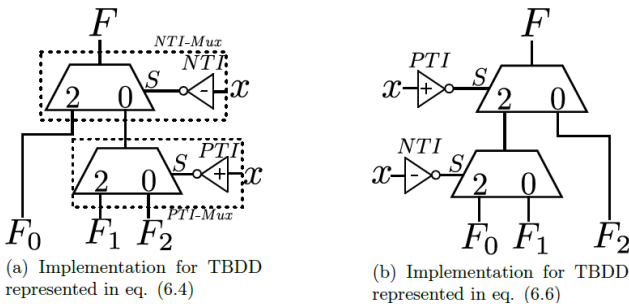 F
NTI-Mux
NTI
2 0 S - x
PTI
2 0 S + x
PTI-Mux
F0 F1 F2
(a) Implementation for TBDD
represented in eq. (6.4)
F
PTI
x + S
2 0
NTI
x - S
2 0
F0 F1 F2
(b) Implementation for TBDD
represented in eq. (6.6)